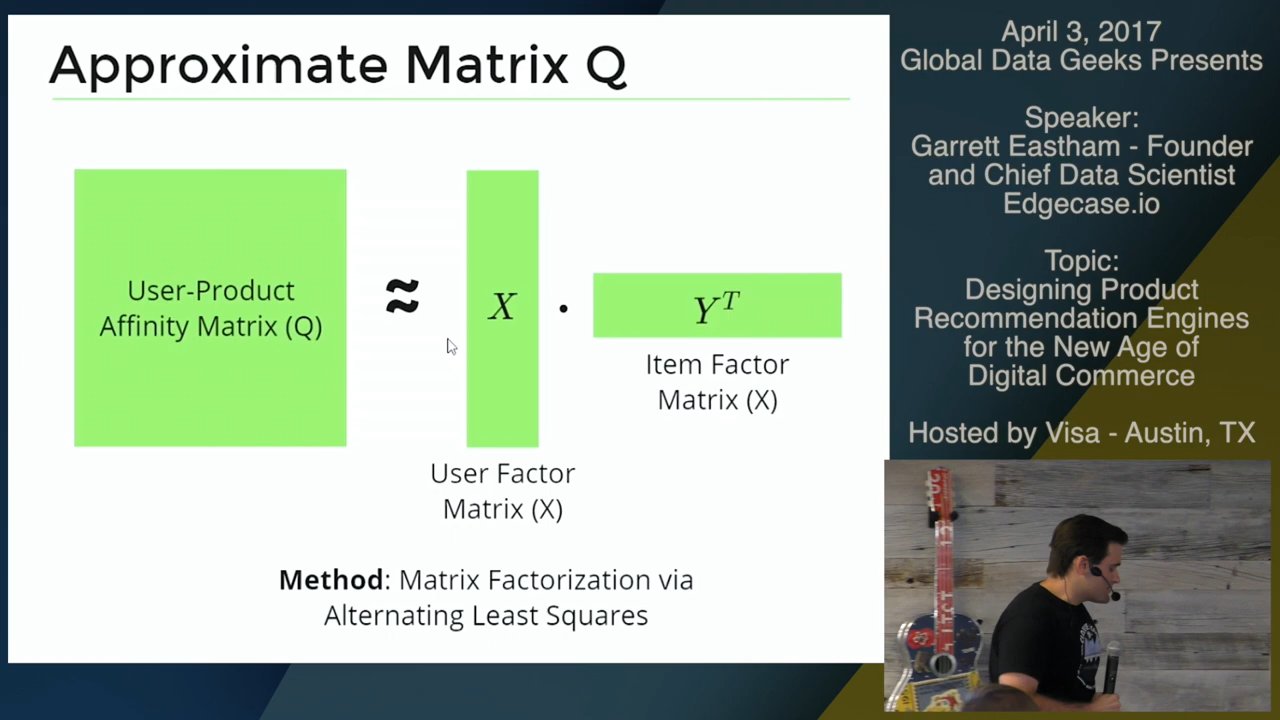 Approximate Matrix Q
User-Product
Affinity Matrix (Q)
≈
X
·
Y^T
Item Factor
Matrix (X)
User Factor
Matrix (X)
Method: Matrix Factorization via
Alternating Least Squares
April 3, 2017
Global Data Geeks Presents
Speaker:
Garrett Eastham - Founder
and Chief Data Scientist
Edgecase.io
Topic:
Designing Product
Recommendation Engines
for the New Age of
Digital Commerce
Hosted by Visa - Austin, TX